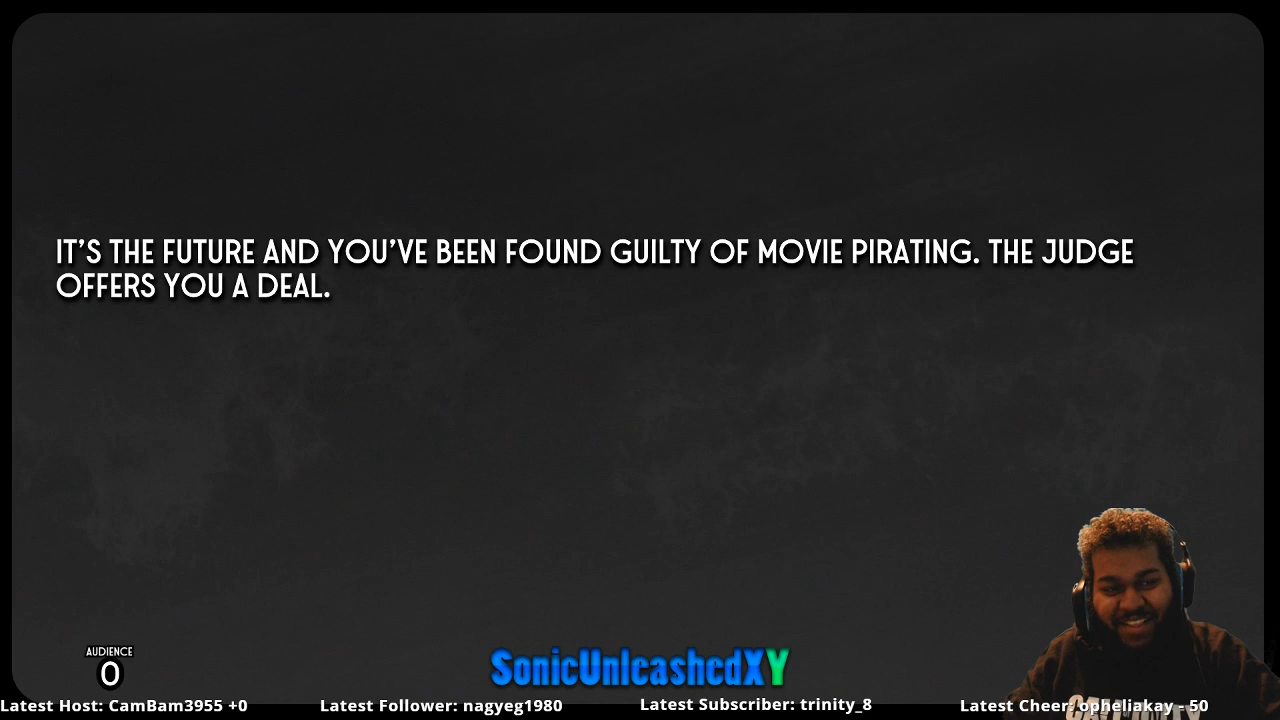 IT'S THE FUTURE AND YOU'VE BEEN FOUND GUILTY OF MOVIE PIRATING. THE JUDGE
OFFERS YOU A DEAL.
AUDIENCE
0
SonicUnleashedXY
Latest Host: CamBam3955 +0
Latest Follower: nagyeg1980
Latest Subscriber: trinity_8
Latest Cheer: opheliakay - 50